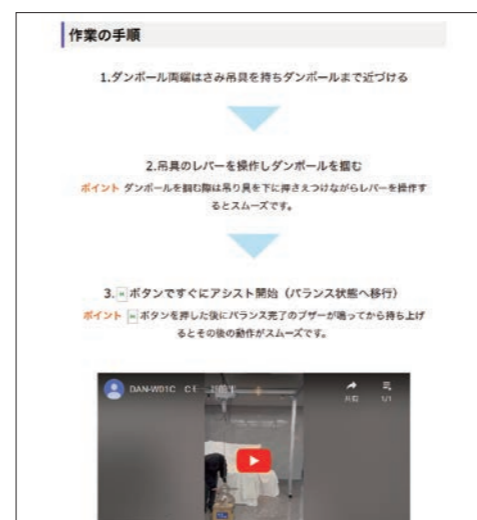 作業の手順
1.ダンボール両端はさみ吊具を持ちダンボールまで近づける
2.吊具のレバーを操作しダンボールを掴む
ポイント ダンボールを掴む際は吊り具を下に押さえつけながらレバーを操作す
るとスムーズです。
3. ボタンですぐにアシスト開始（バランス状態へ移行）
ポイント ボタンを押した後にバランス完了のブザーが鳴ってから持ち上げ
るとその後の動作がスムーズです。
DAN-W01C
共有 1/1